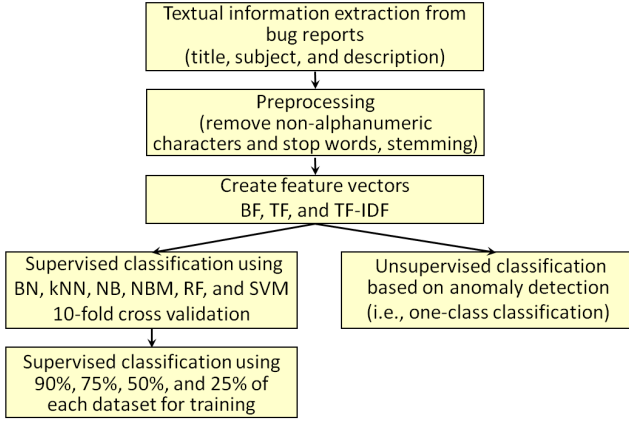 Textual information extraction from
bug reports
(title, subject, and description)
Preprocessing
(remove non-alphanumeric
characters and stop words, stemming)
Create feature vectors
BF, TF, and TF-IDF
Supervised classification using
BN, kNN, NB, NBM, RF, and SVM
10-fold cross validation
Unsupervised classification
based on anomaly detection
(i.e., one-class classification)
Supervised classification using
90%, 75%, 50%, and 25% of
each dataset for training